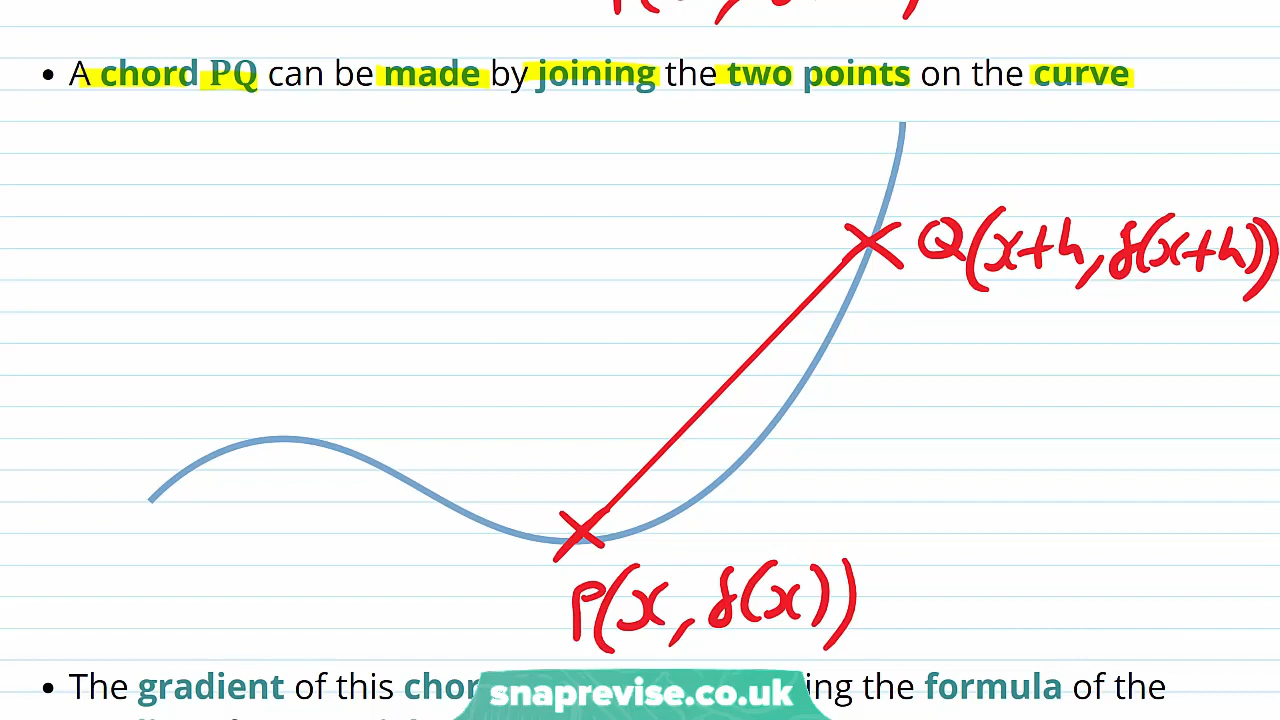 • A chord PQ can be made by joining the two points on the curve
Q(x+h, f(x+h))
P(x, f(x))
• The gradient of this chor
ing the formula of the
snaprevise.co.uk